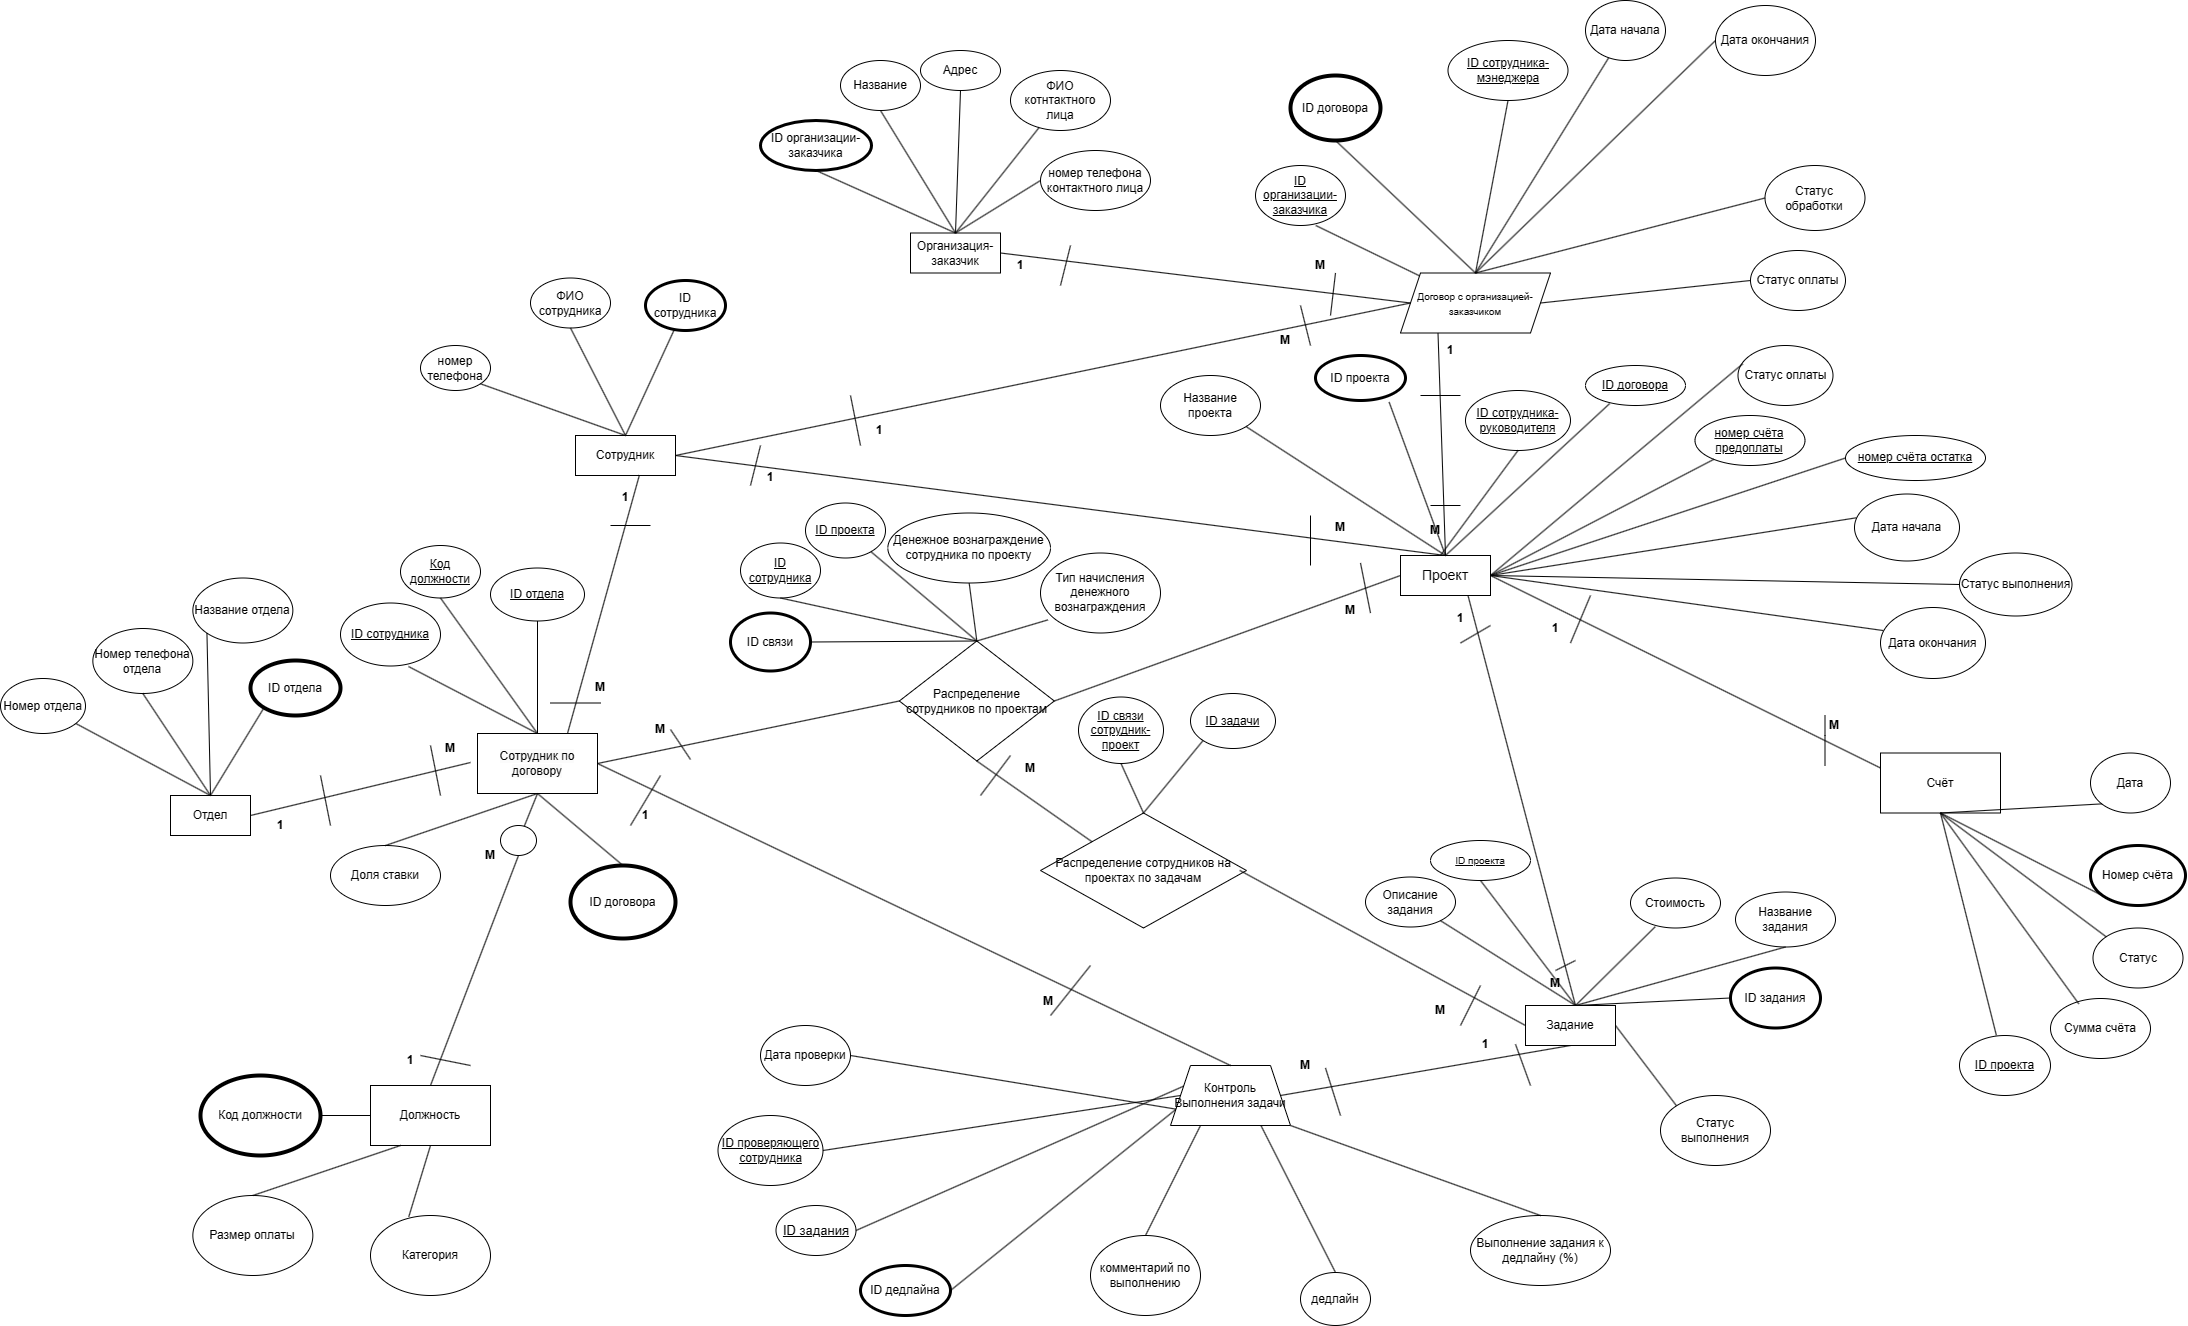 Название
Адрес
ФИО
котнтактного
лица
ID организации-
заказчика
номер телефона
контактного лица
Организация-
заказчик
1
М
ID договора
ID сотрудника-
мэнеджера
Дата начала
Дата окончания
ID
организации-
заказчика
Статус
обработки
Статус оплаты
Договор с организацией-
заказчиком
М
1
ФИО
сотрудника
ID
сотрудника
номер
телефона
Сотрудник
1
1
1
Название
проекта
ID проекта
ID сотрудника-
руководителя
ID договора
Статус оплаты
номер счёта
предоплаты
номер счёта остатка
Дата начала
Статус выполнения
Дата окончания
М
М
Проект
М
1
1
ID проекта
Денежное вознаграждение
сотрудника по проекту
ID
сотрудника
Тип начисления
денежного
вознаграждения
ID связи
Распределение
сотрудников по проектам
М
М
Код
должности
ID отдела
ID сотрудника
Название отдела
Номер телефона
отдела
Номер отдела
ID отдела
Отдел
1
М
М
Сотрудник по
договору
1
Доля ставки
М
ID договора
ID связи
сотрудник-
проект
ID задачи
Распределение сотрудников на
проектах по задачам
М
М
Счёт
Дата
Номер счёта
Статус
Сумма счёта
ID проекта
ID проекта
Описание
задания
Стоимость
Название
задания
ID задания
М
М
Задание
1
Статус
выполнения
М
М
Контроль
Выполнения задачи
Дата проверки
ID проверяющего
сотрудника
ID задания
ID дедлайна
комментарий по
выполнению
дедлайн
Выполнение задания к
дедлайну (%)
1
Код должности
Должность
Размер оплаты
Категория